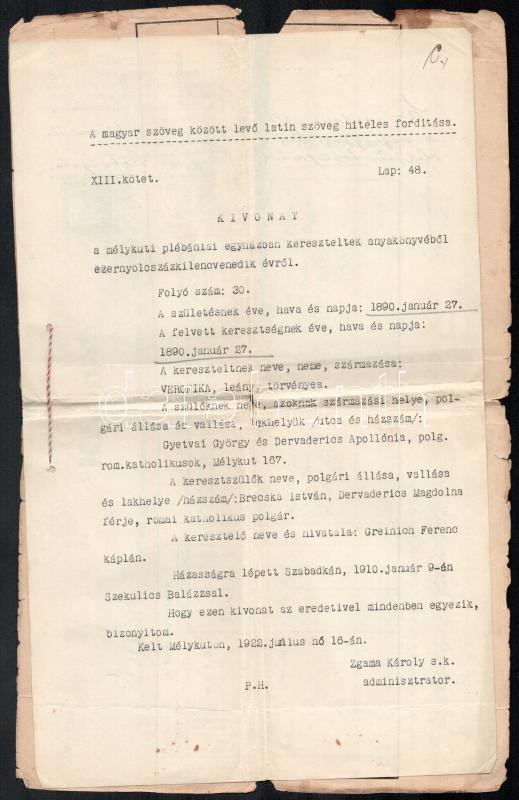 A magyar szöveg között levő latin szöveg hiteles forditása.
XIII.kötet. Lap: 48.
K I V O N A T
a mélykuti plébániai egyházban kereszteltek anyakönyvéből
ezernyolcszázkilencvenedik évről.
Folyó szám: 30.
A születésnek éve, hava és napja: 1890.január 27.
A felvett keresztségnek éve, hava és napja:
1890.január 27.
A kereszteltnek neve, neme, származása:
VERONIKA, leány, törvényes.
A szülőknek neve, azoknak származási helye, pol-
gári állása és vallása, lakhelyük /utca és házszám/:
Gyetvai György és Dervaderics Apollónia, polg.
rom.katholikusok, Mélykut 167.
A keresztszülők neve, polgári állása, vallása
és lakhelye /házszám/:Brecska István, Dervaderics Magdolna
férje, romai katholikus polgár.
A keresztelő neve és hivatala: Greinich Ferenc
káplán.
Házasságra lépett Szabadkán, 1910.január 9-én
Szekulics Balázzsal.
Hogy ezen kivonat az eredetivel mindenben egyezik,
bizonyitom.
Kelt Mélykuton, 1922.junius hó 16-án.
Zgama Károly s.k.
P.H. adminisztrator.